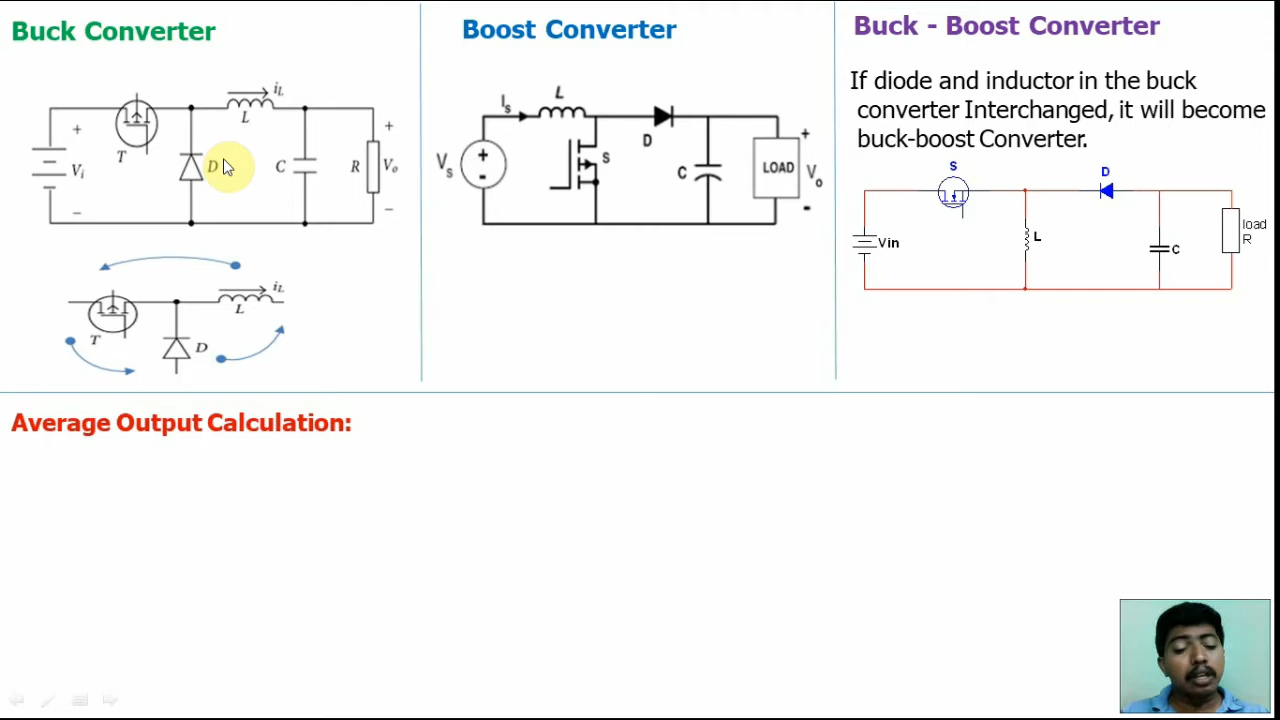 Buck Converter
Boost Converter
Buck - Boost Converter
If diode and inductor in the buck
converter Interchanged, it will become
buck-boost Converter.
iL
L
T
+
Vi
−
D
C
R
+
Vo
−
Is
L
D
Vs
+
-
S
C
LOAD
+
Vo
-
S
D
Vin
L
C
load
R
iL
L
T
D
Average Output Calculation: